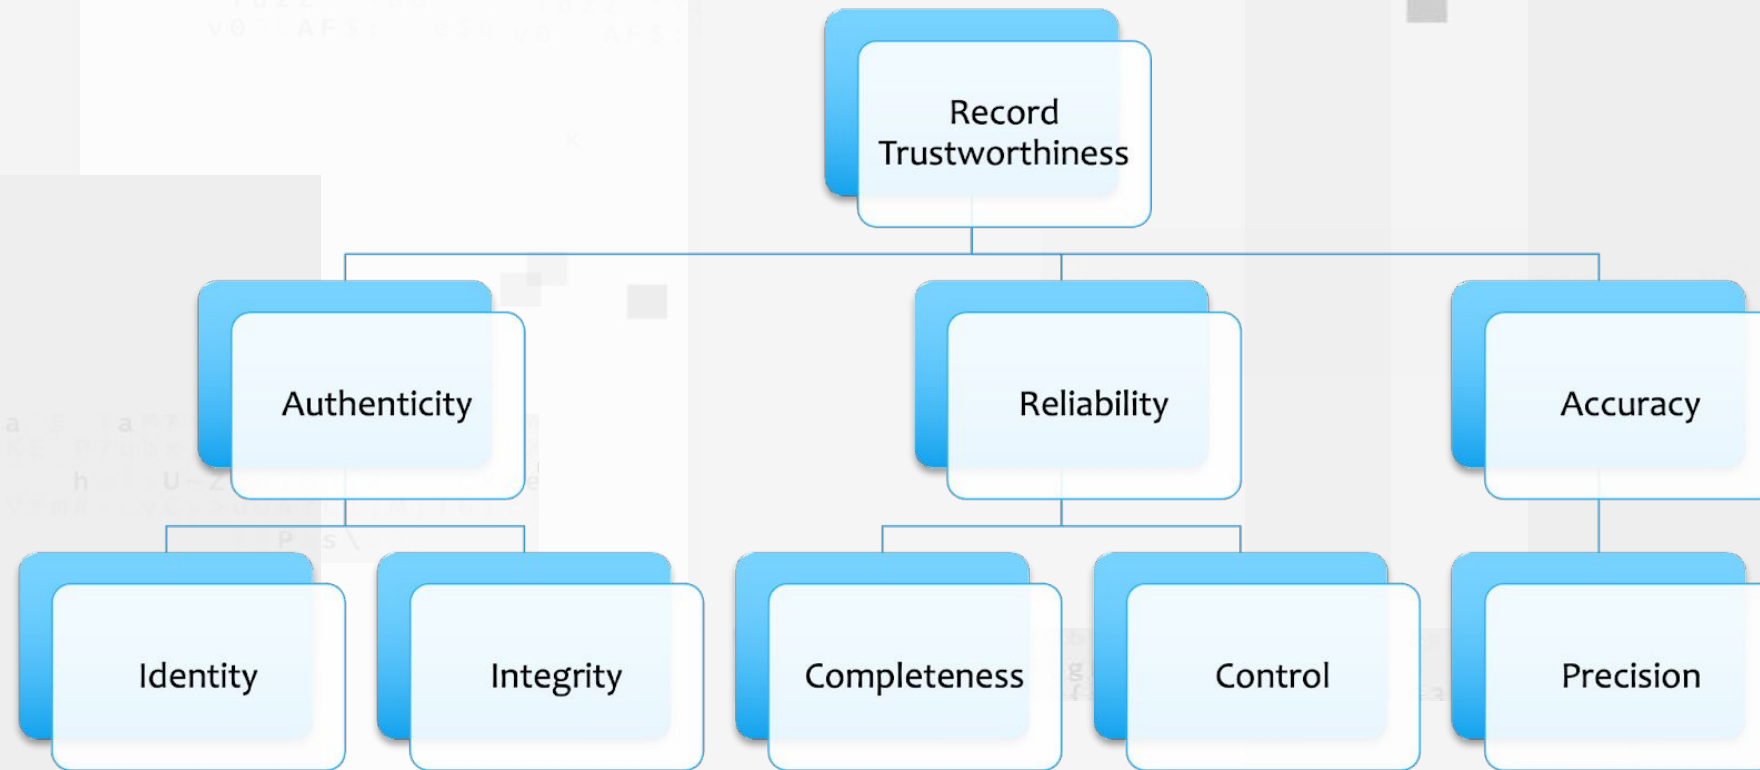 Record
Trustworthiness
Authenticity
Reliability
Accuracy
Identity
Integrity
Completeness
Control
Precision